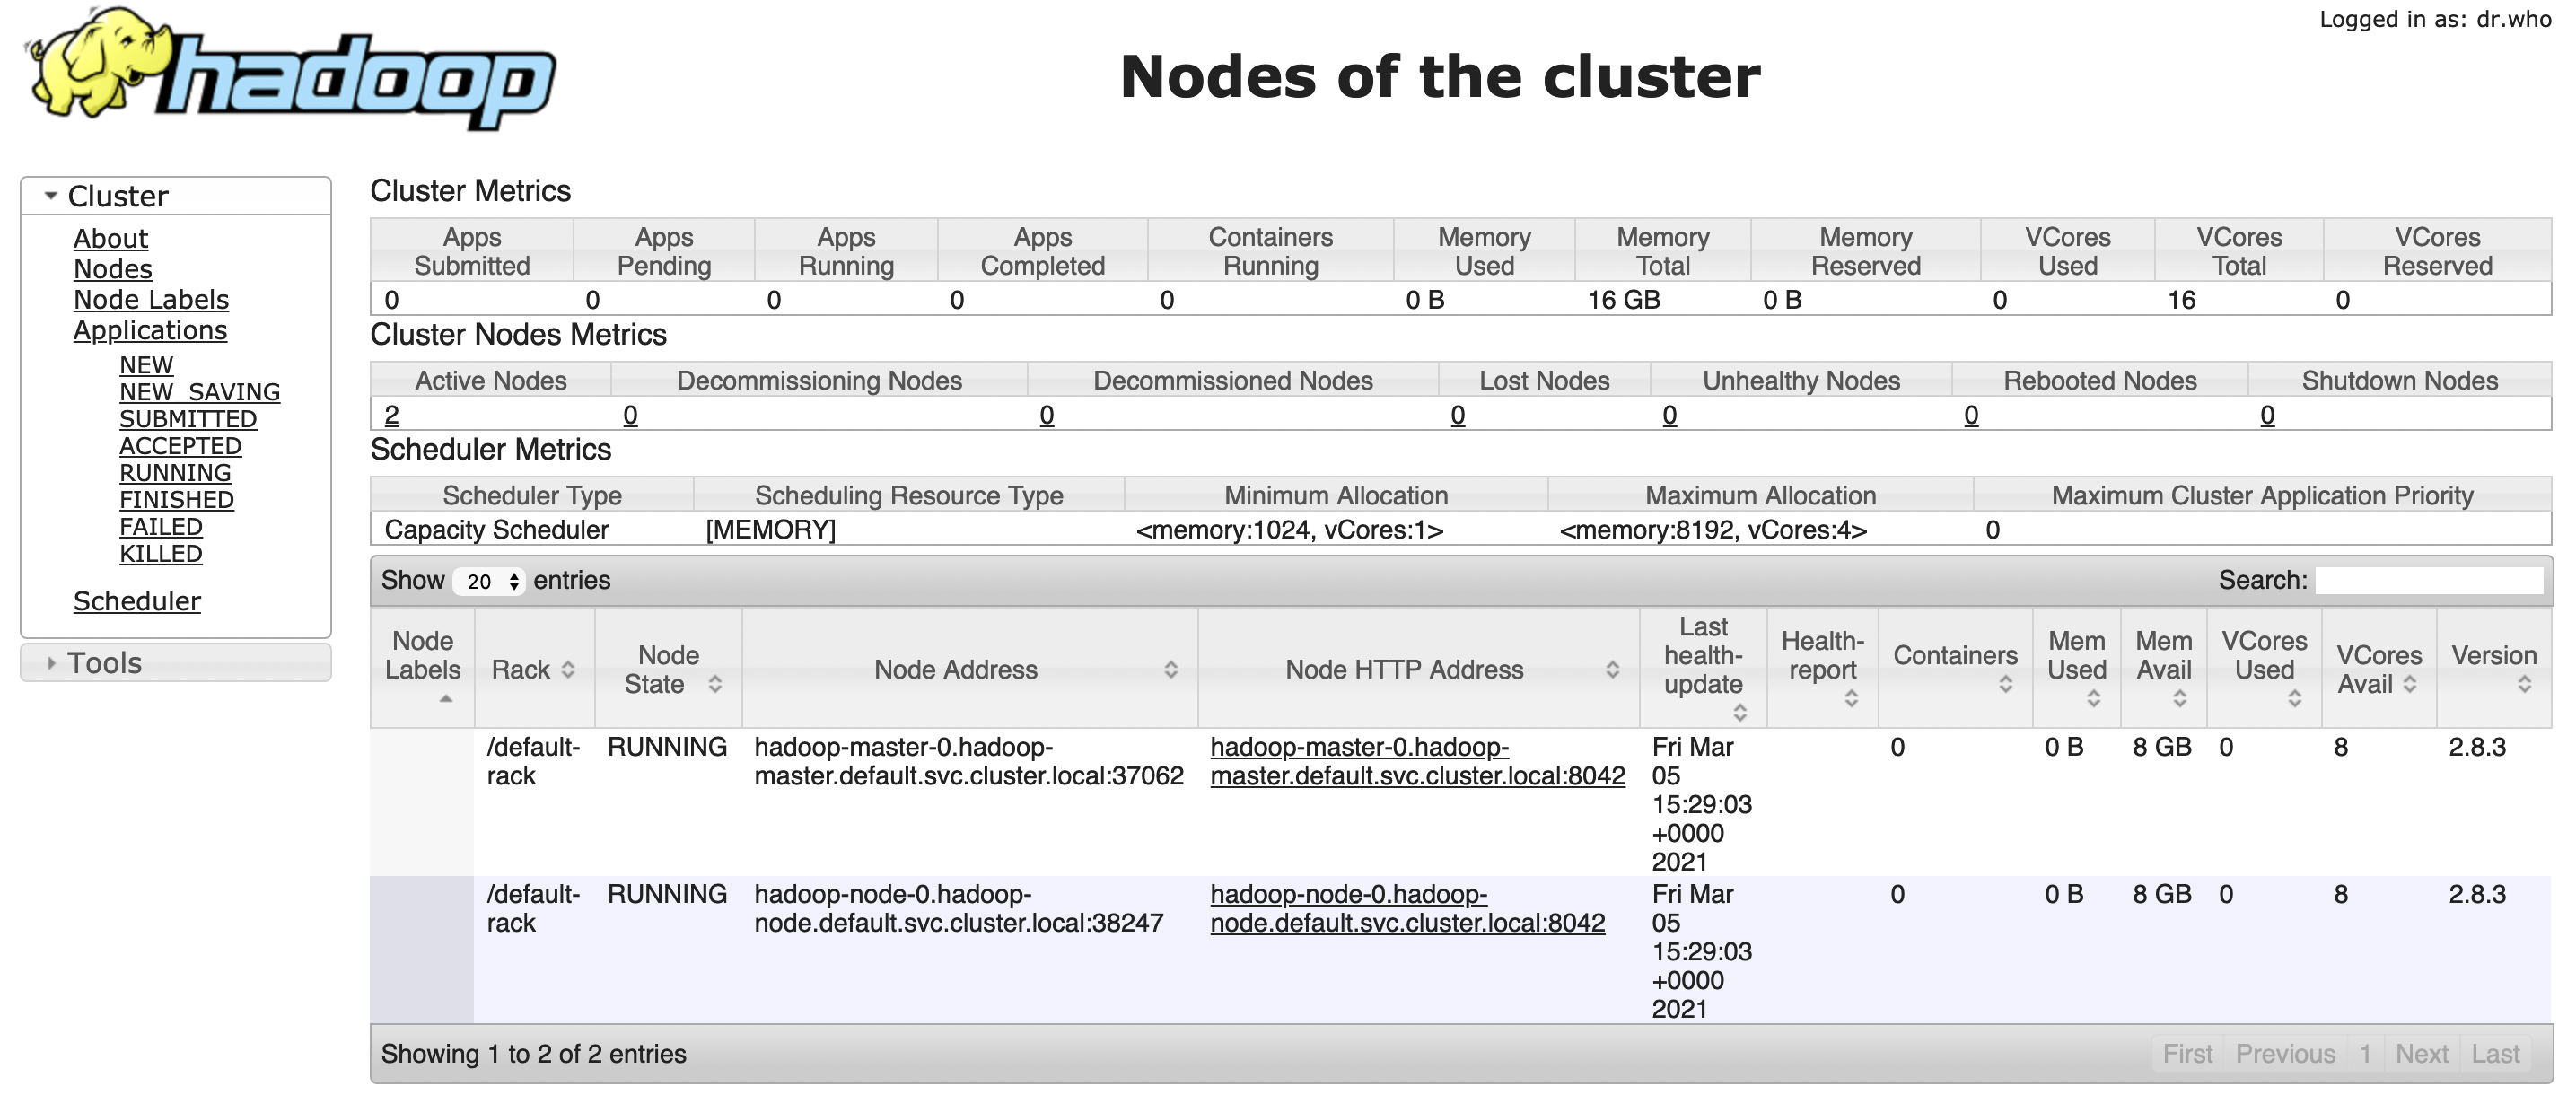 Logged in as: dr.who
hadoop
Nodes of the cluster
Cluster
About
Nodes
Node Labels
Applications
NEW
NEW_SAVING
SUBMITTED
ACCEPTED
RUNNING
FINISHED
FAILED
KILLED
Scheduler
Tools
Cluster Metrics
Apps Submitted Apps Pending Apps Running Apps Completed Containers Running Memory Used Memory Total Memory Reserved VCores Used VCores Total VCores Reserved
0 0 0 0 0 0 B 16 GB 0 B 0 16 0
Cluster Nodes Metrics
Active Nodes Decommissioning Nodes Decommissioned Nodes Lost Nodes Unhealthy Nodes Rebooted Nodes Shutdown Nodes
2 0 0 0 0 0 0
Scheduler Metrics
Scheduler Type Scheduling Resource Type Minimum Allocation Maximum Allocation Maximum Cluster Application Priority
Capacity Scheduler [MEMORY] <memory:1024, vCores:1> <memory:8192, vCores:4> 0
Show 20 entries Search:
Node Labels Rack Node State Node Address Node HTTP Address Last health-update Health-report Containers Mem Used Mem Avail VCores Used VCores Avail Version
/default-rack RUNNING hadoop-master-0.hadoop-master.default.svc.cluster.local:37062 hadoop-master-0.hadoop-master.default.svc.cluster.local:8042 Fri Mar 05 15:29:03 +0000 2021 0 0 B 8 GB 0 8 2.8.3
/default-rack RUNNING hadoop-node-0.hadoop-node.default.svc.cluster.local:38247 hadoop-node-0.hadoop-node.default.svc.cluster.local:8042 Fri Mar 05 15:29:03 +0000 2021 0 0 B 8 GB 0 8 2.8.3
Showing 1 to 2 of 2 entries First Previous 1 Next Last